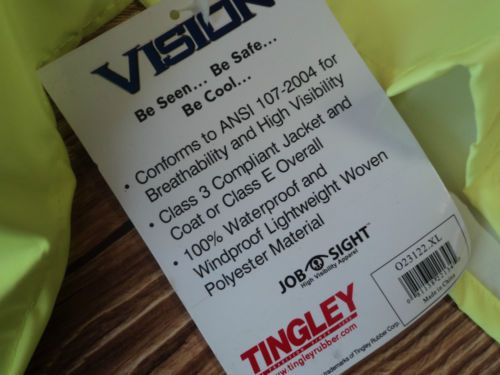 VISION
Be Seen... Be Safe...
Be Cool...
• Conforms to ANSI 107-2004 for
Breathability and High Visibility
• Class 3 Compliant Jacket and
Coat or Class E Overall
• 100% Waterproof and
Windproof Lightweight Woven
Polyester Material
JOB SIGHT™
High Visibility Apparel
O23122.XL
Made in China
TINGLEY
www.tingleyrubber.com
trademarks of Tingley Rubber Corp.